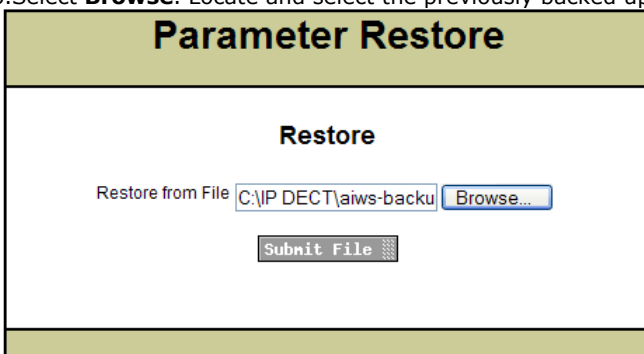 Select Browse. Locate and select the previously backed up
Parameter Restore
Restore
Restore from File C:\IP DECT\aiws-backu Browse...
Submit File